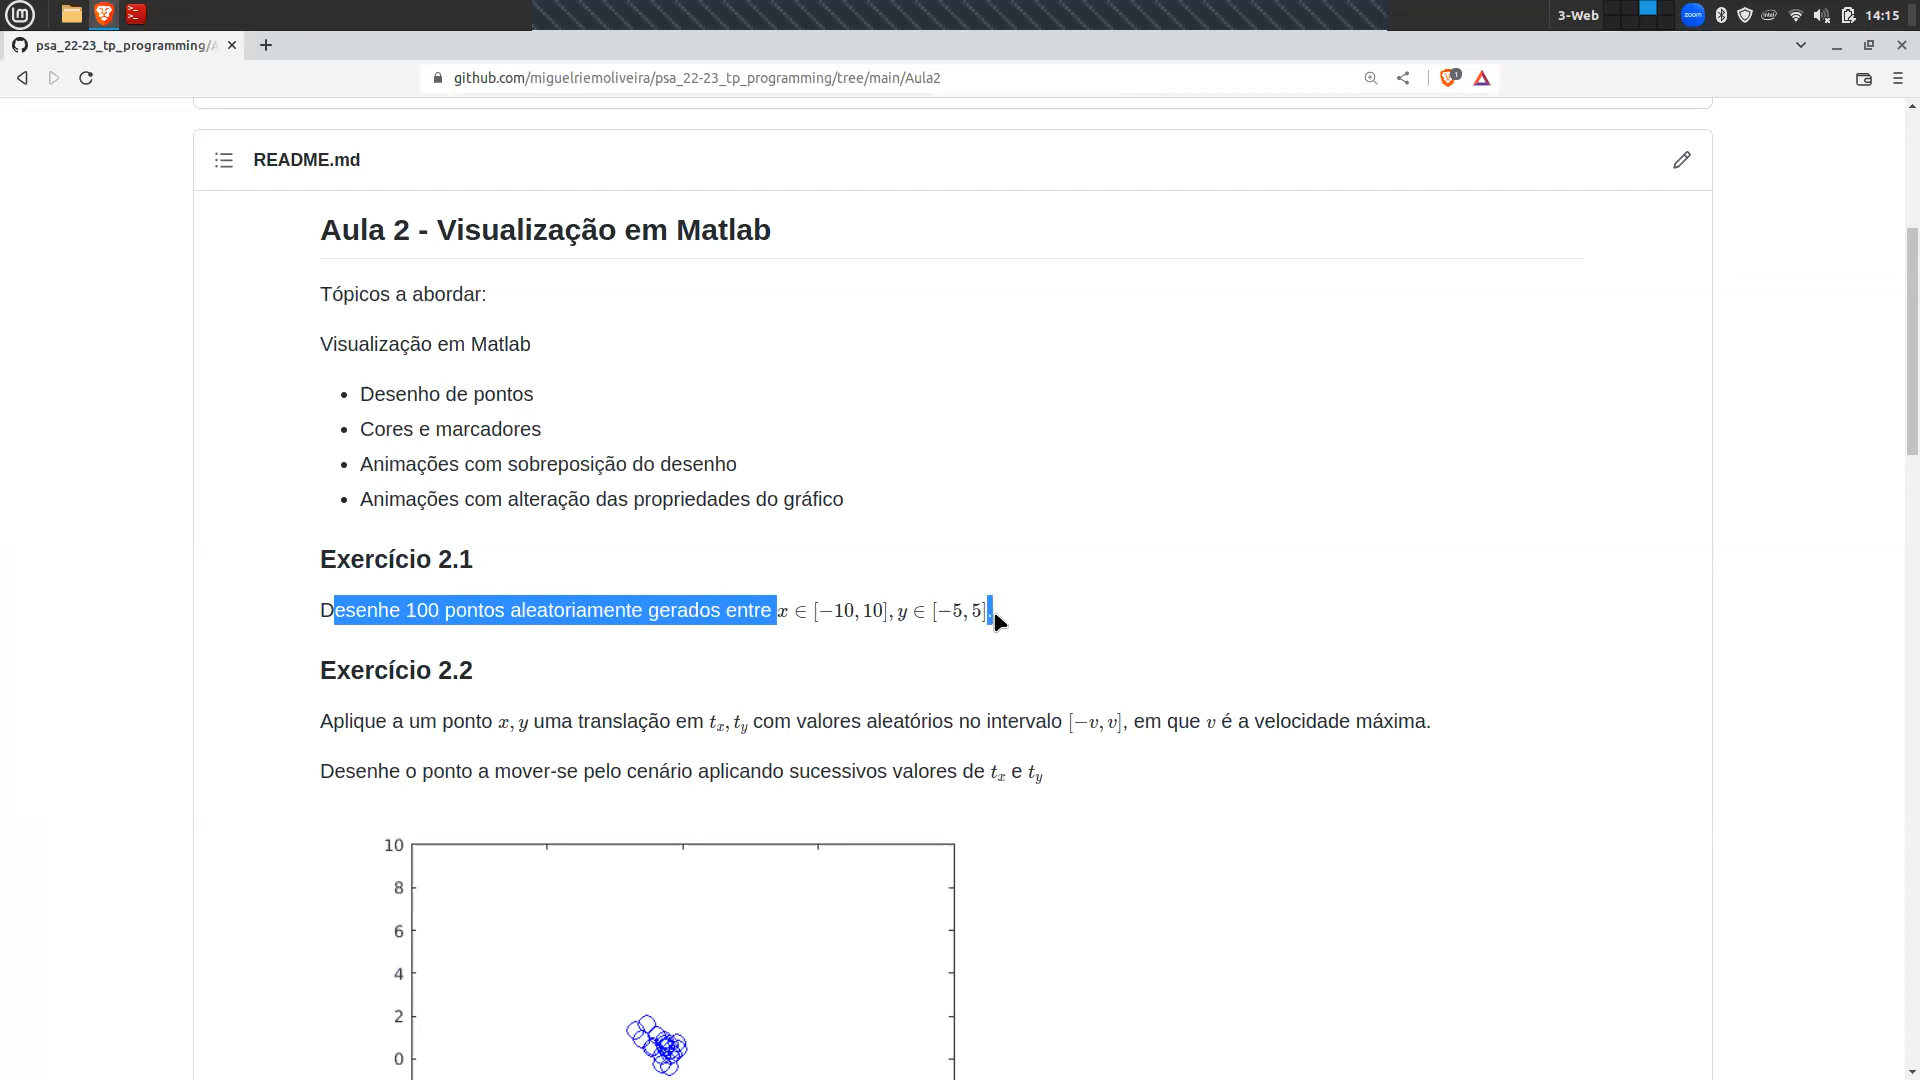 3-Web
zoom
14:15
psa_22-23_tp_programming/
github.com/miguelriemoliveira/psa_22-23_tp_programming/tree/main/Aula2
1
README.md
Aula 2 - Visualização em Matlab
Tópicos a abordar:
Visualização em Matlab
• Desenho de pontos
• Cores e marcadores
• Animações com sobreposição do desenho
• Animações com alteração das propriedades do gráfico
Exercício 2.1
Desenhe 100 pontos aleatoriamente gerados entre x ∈ [−10, 10], y ∈ [−5, 5].
Exercício 2.2
Aplique a um ponto x, y uma translação em tₓ, t_y com valores aleatórios no intervalo [−v, v], em que v é a velocidade máxima.
Desenhe o ponto a mover-se pelo cenário aplicando sucessivos valores de tₓ e t_y
10
8
6
4
2
0